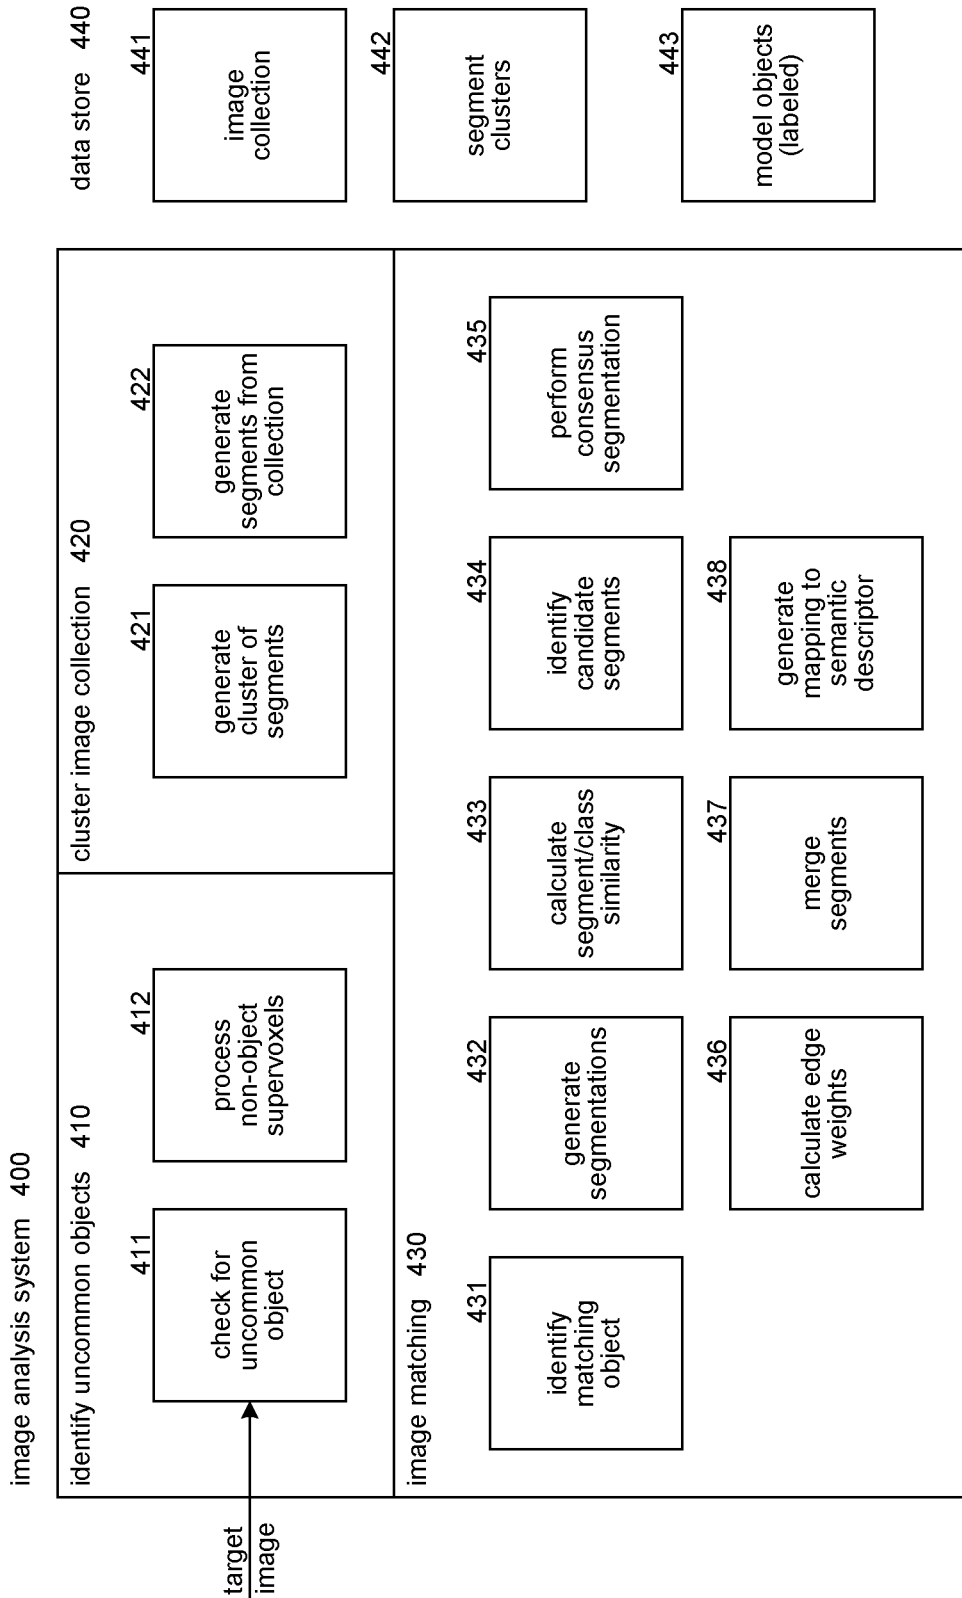 image analysis system 400
identify uncommon objects 410
target
image
411
check for
uncommon
object
412
process
non-object
supervoxels
cluster image collection 420
421
generate
cluster of
segments
422
generate
segments from
collection
image matching 430
431
identify
matching
object
432
generate
segmentations
433
calculate
segment/class
similarity
434
identify
candidate
segments
435
perform
consensus
segmentation
436
calculate edge
weights
437
merge
segments
438
generate
mapping to
semantic
descriptor
data store 440
441
image
collection
442
segment
clusters
443
model objects
(labeled)